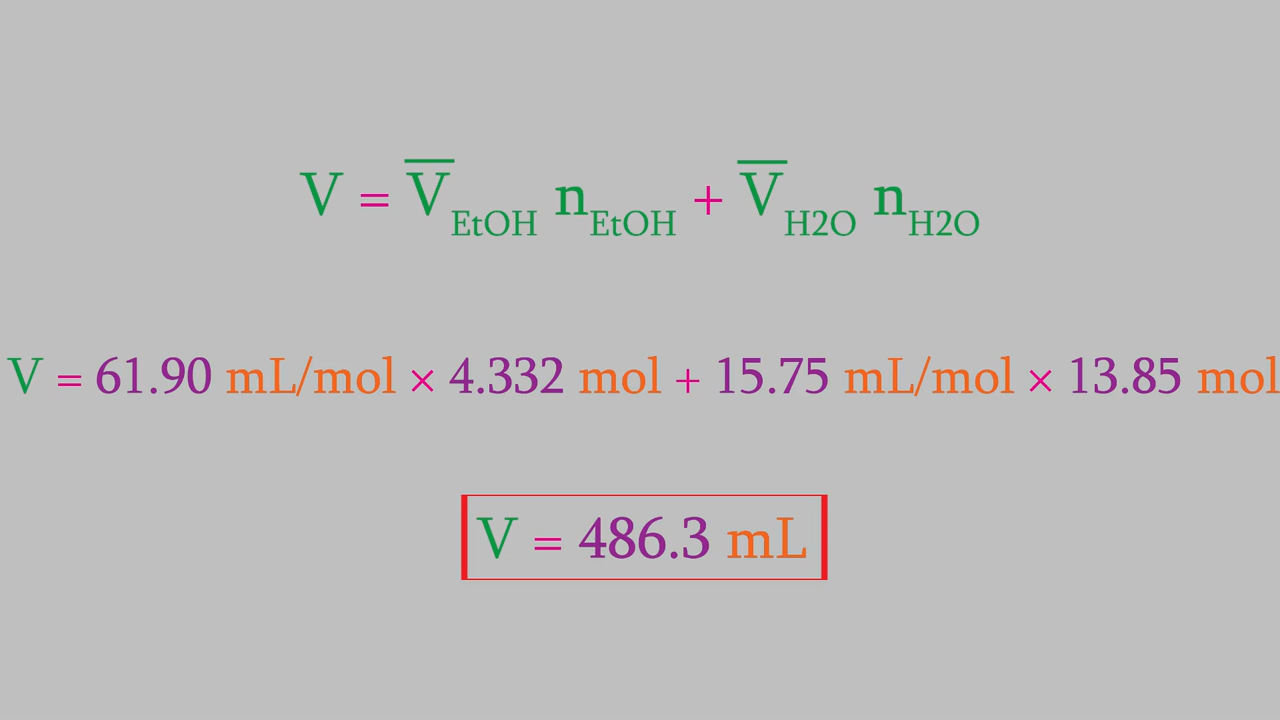 V = V̅EtOH nEtOH + V̅H2O nH2O
V = 61.90 mL/mol × 4.332 mol + 15.75 mL/mol × 13.85 mol
V = 486.3 mL